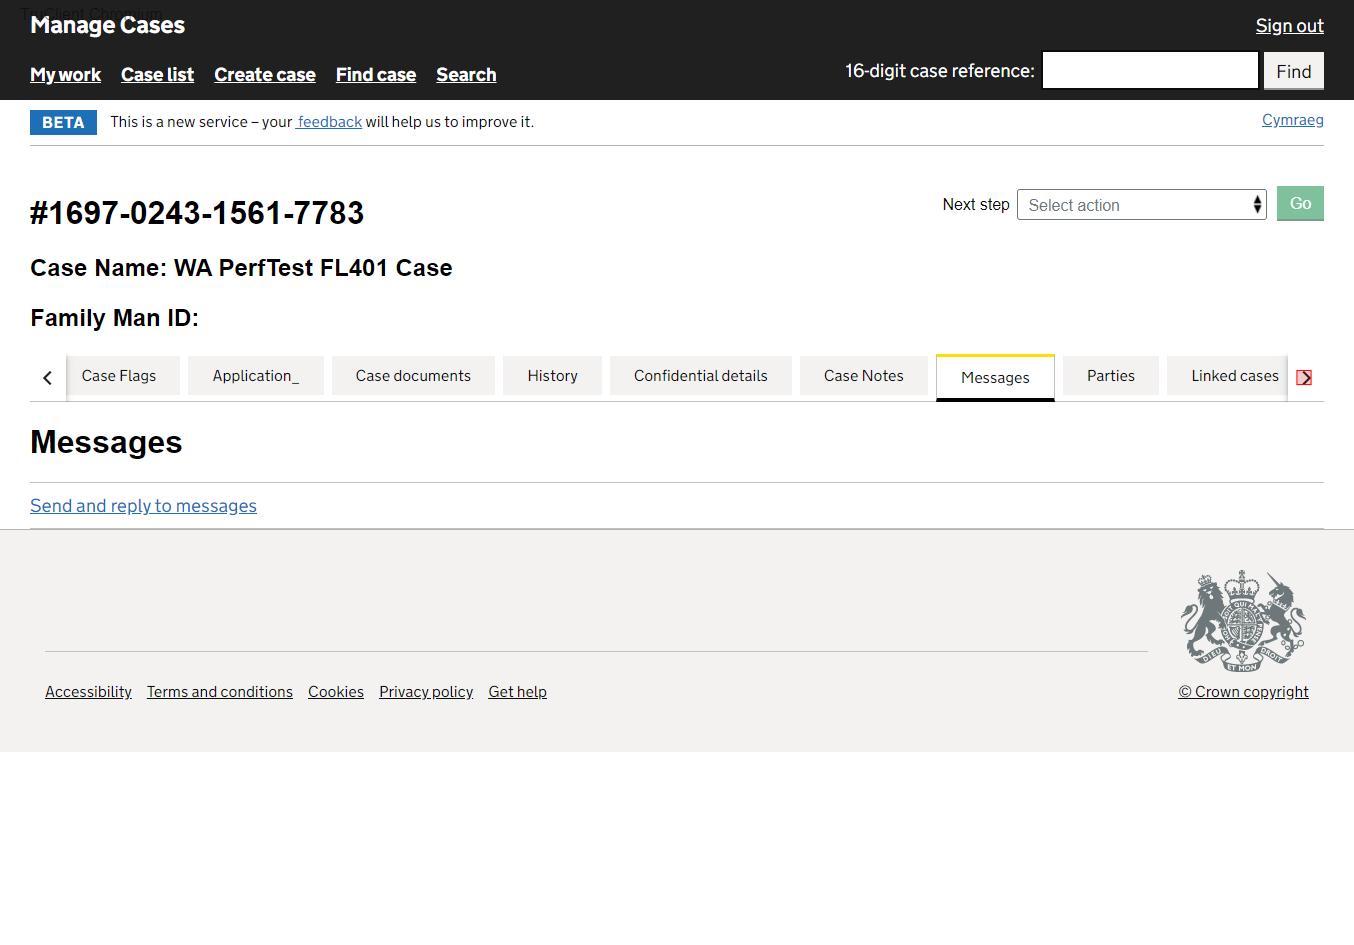 TruClient Chromium
Manage Cases
Sign out
My work Case list Create case Find case Search
16-digit case reference: Find
BETA This is a new service – your feedback will help us to improve it.
Cymraeg
#1697-0243-1561-7783
Next step Select action Go
Case Name: WA PerfTest FL401 Case
Family Man ID:
Case Flags Application_ Case documents History Confidential details Case Notes Messages Parties Linked cases
Messages
Send and reply to messages
DIEU ET MON DROIT
Accessibility Terms and conditions Cookies Privacy policy Get help
© Crown copyright